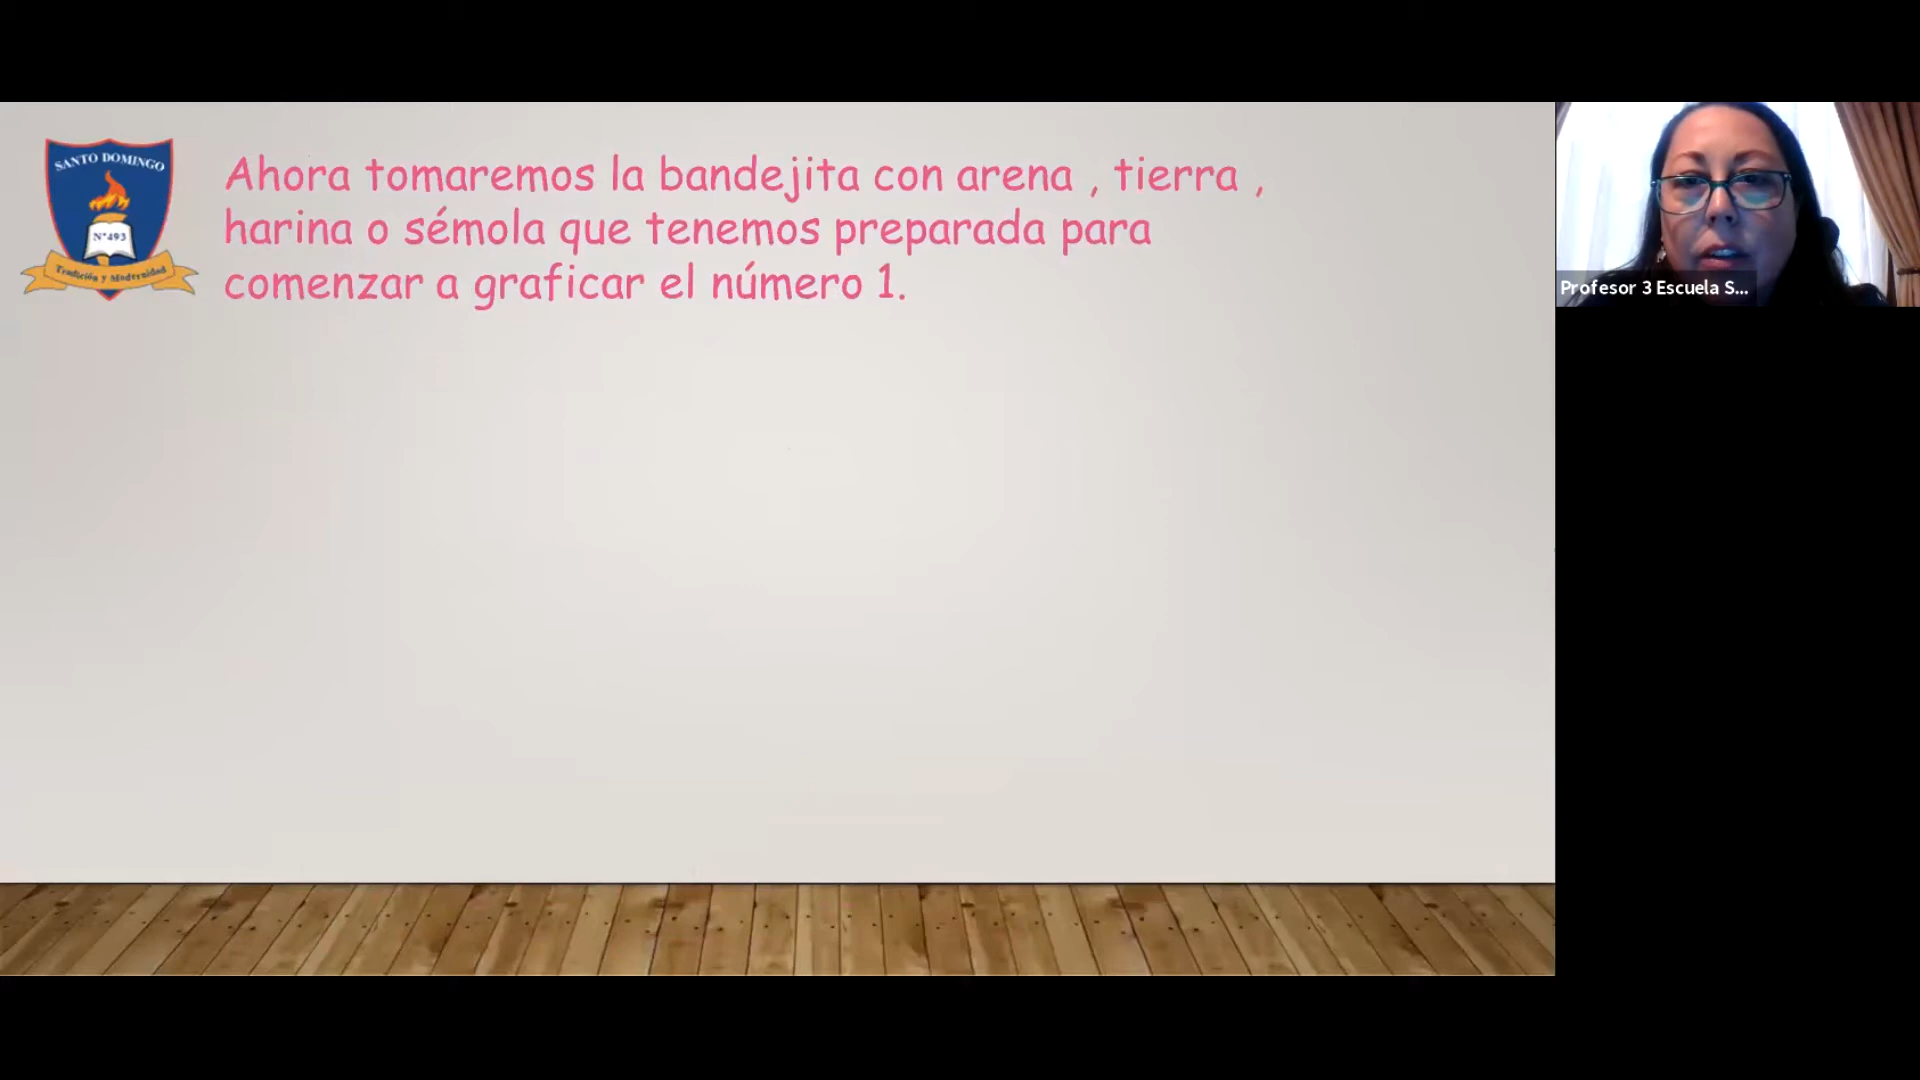 SANTO DOMINGO
N°493
Tradición y Modernidad
Ahora tomaremos la bandejita con arena , tierra ,
harina o sémola que tenemos preparada para
comenzar a graficar el número 1.
Profesor 3 Escuela S...